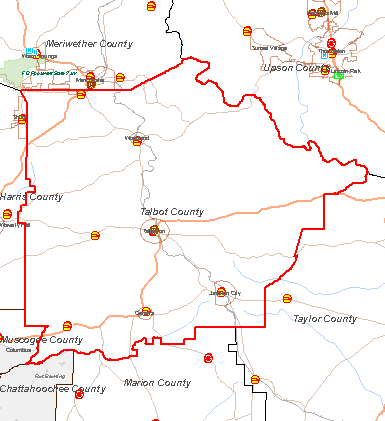 Meriwether County
Warm Springs
F D Roosevelt State Park
Manchester
Sunset Village
Thomaston
Lincoln Park
Upson County
Woodland
Harris County
Waverly Hall
Talbot County
Talbotton
Junction City
Geneva
Taylor County
Muscogee County
Columbus
Fort Benning
Marion County
Chattahoochee County